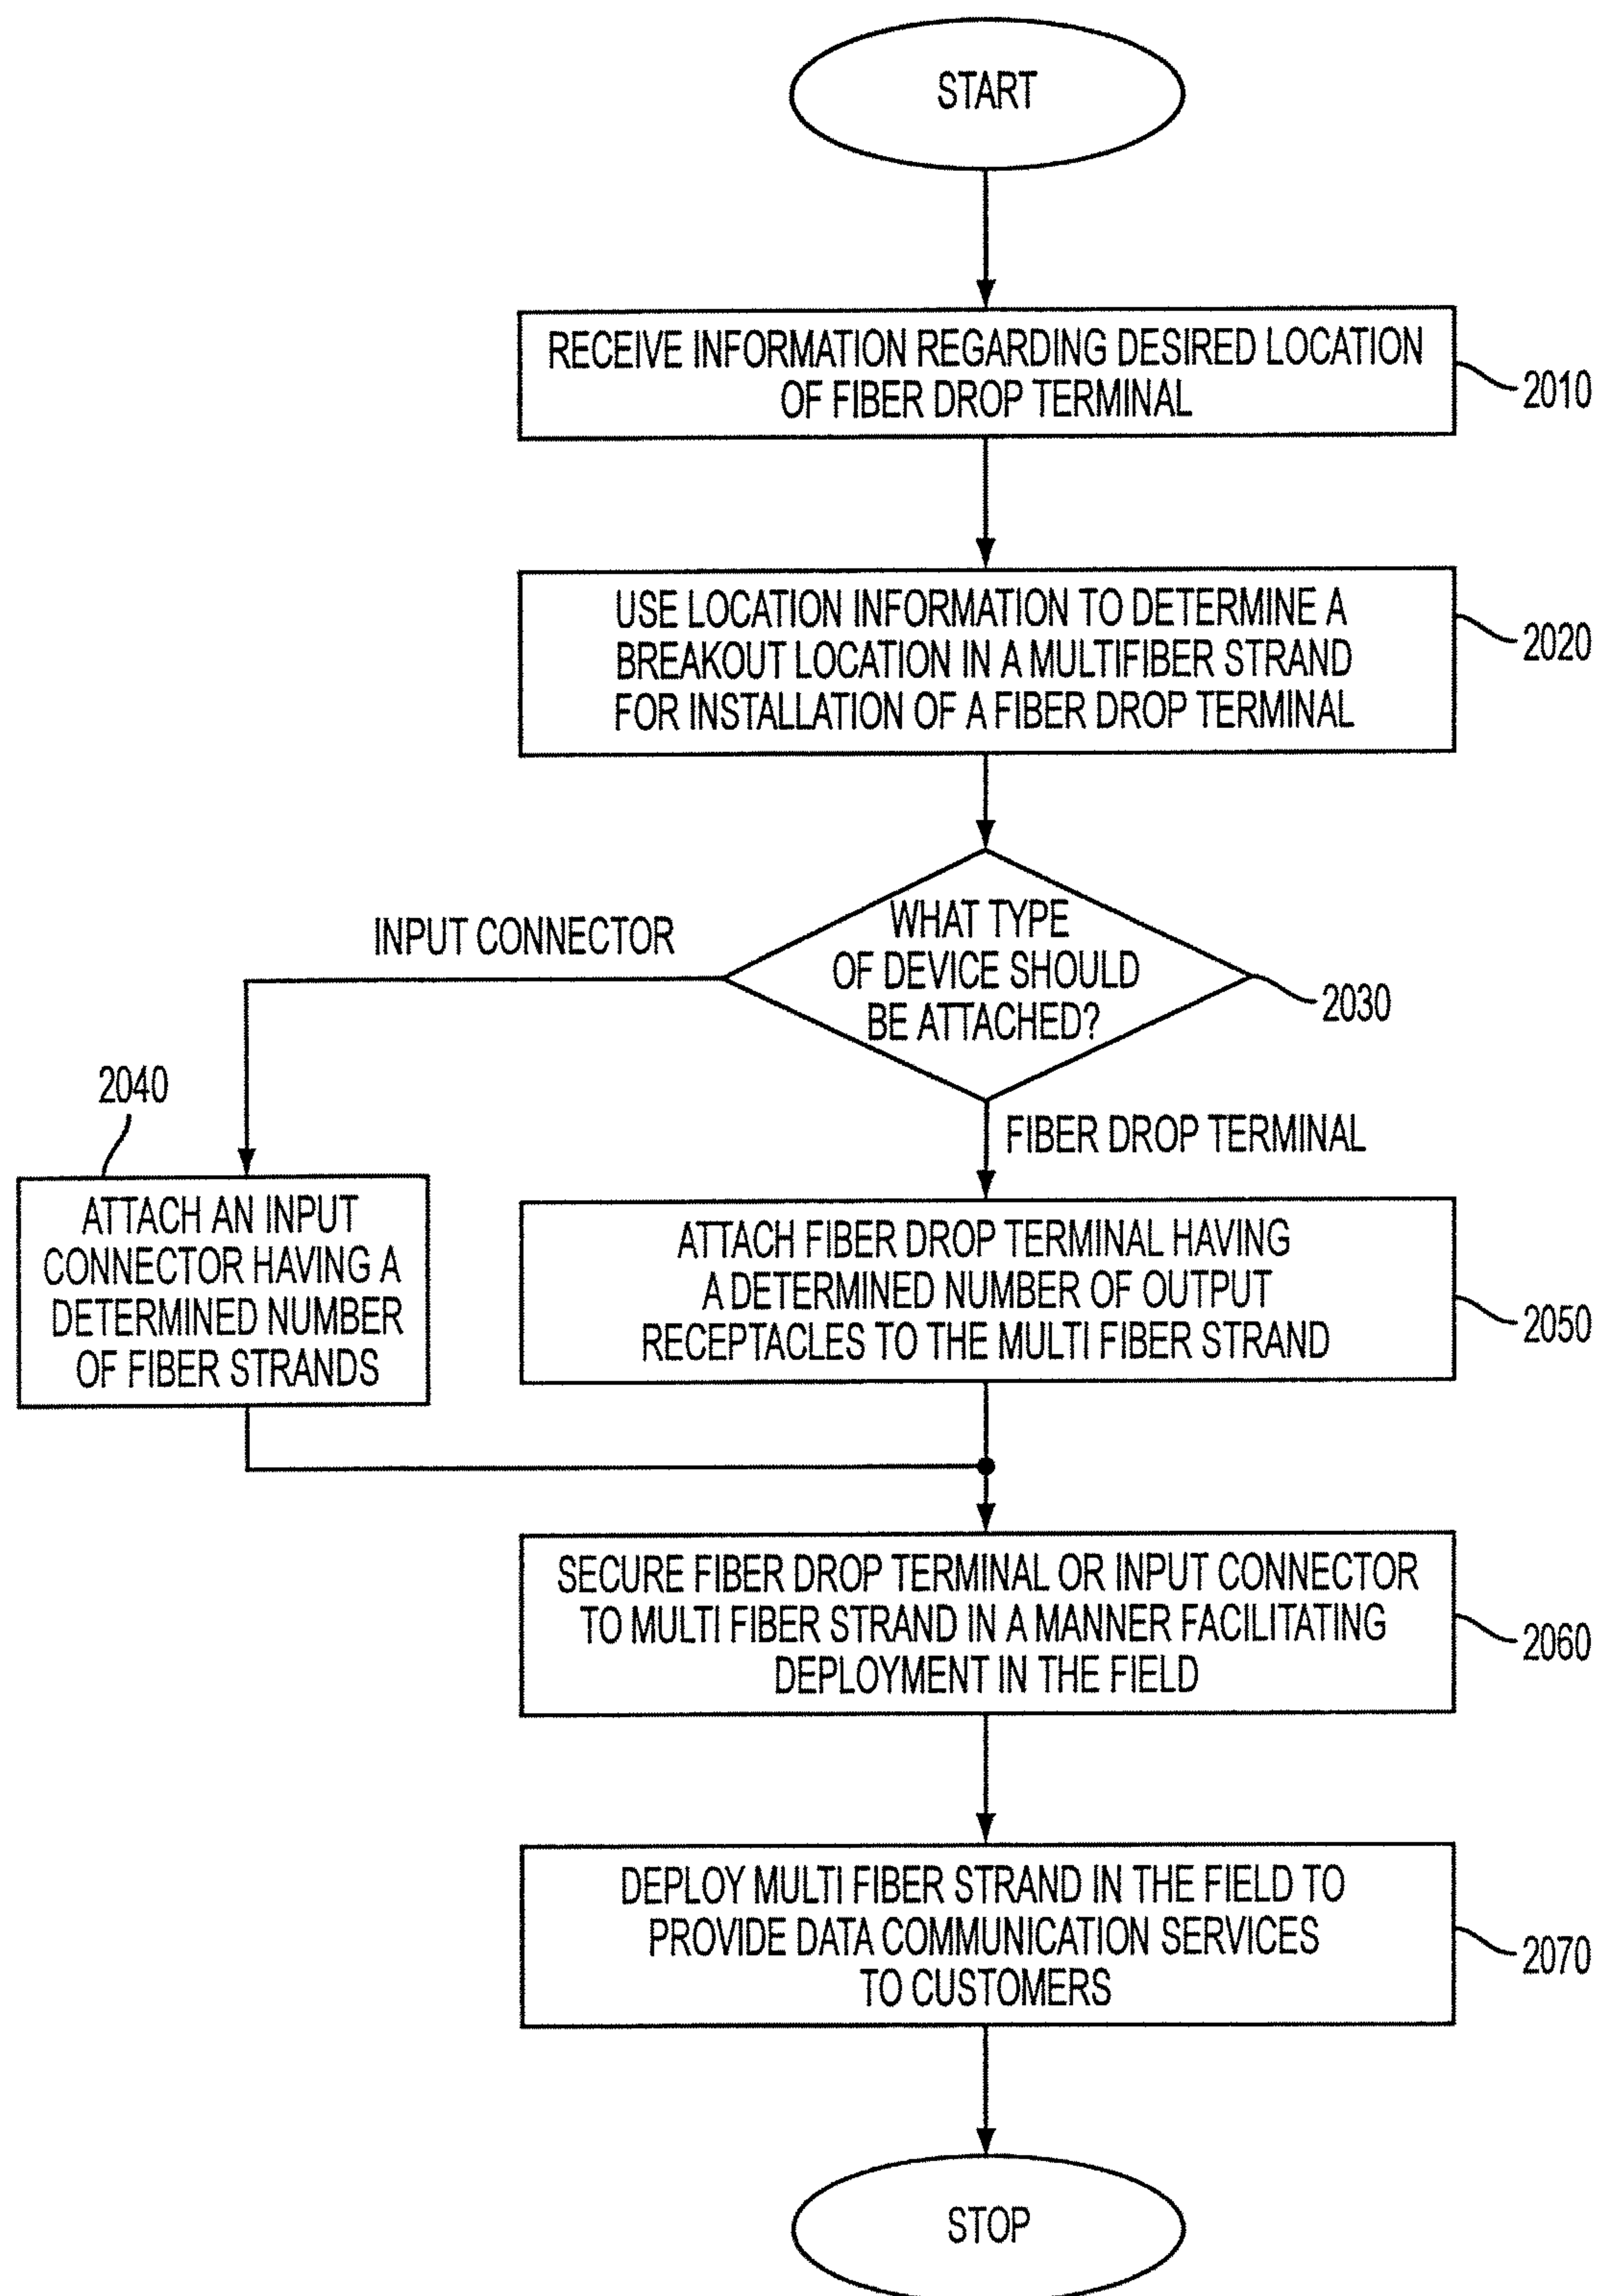 START
RECEIVE INFORMATION REGARDING DESIRED LOCATION
OF FIBER DROP TERMINAL
2010
USE LOCATION INFORMATION TO DETERMINE A
BREAKOUT LOCATION IN A MULTIFIBER STRAND
FOR INSTALLATION OF A FIBER DROP TERMINAL
2020
WHAT TYPE
OF DEVICE SHOULD
BE ATTACHED?
2030
INPUT CONNECTOR
FIBER DROP TERMINAL
2040
ATTACH AN INPUT
CONNECTOR HAVING A
DETERMINED NUMBER
OF FIBER STRANDS
ATTACH FIBER DROP TERMINAL HAVING
A DETERMINED NUMBER OF OUTPUT
RECEPTACLES TO THE MULTI FIBER STRAND
2050
SECURE FIBER DROP TERMINAL OR INPUT CONNECTOR
TO MULTI FIBER STRAND IN A MANNER FACILITATING
DEPLOYMENT IN THE FIELD
2060
DEPLOY MULTI FIBER STRAND IN THE FIELD TO
PROVIDE DATA COMMUNICATION SERVICES
TO CUSTOMERS
2070
STOP